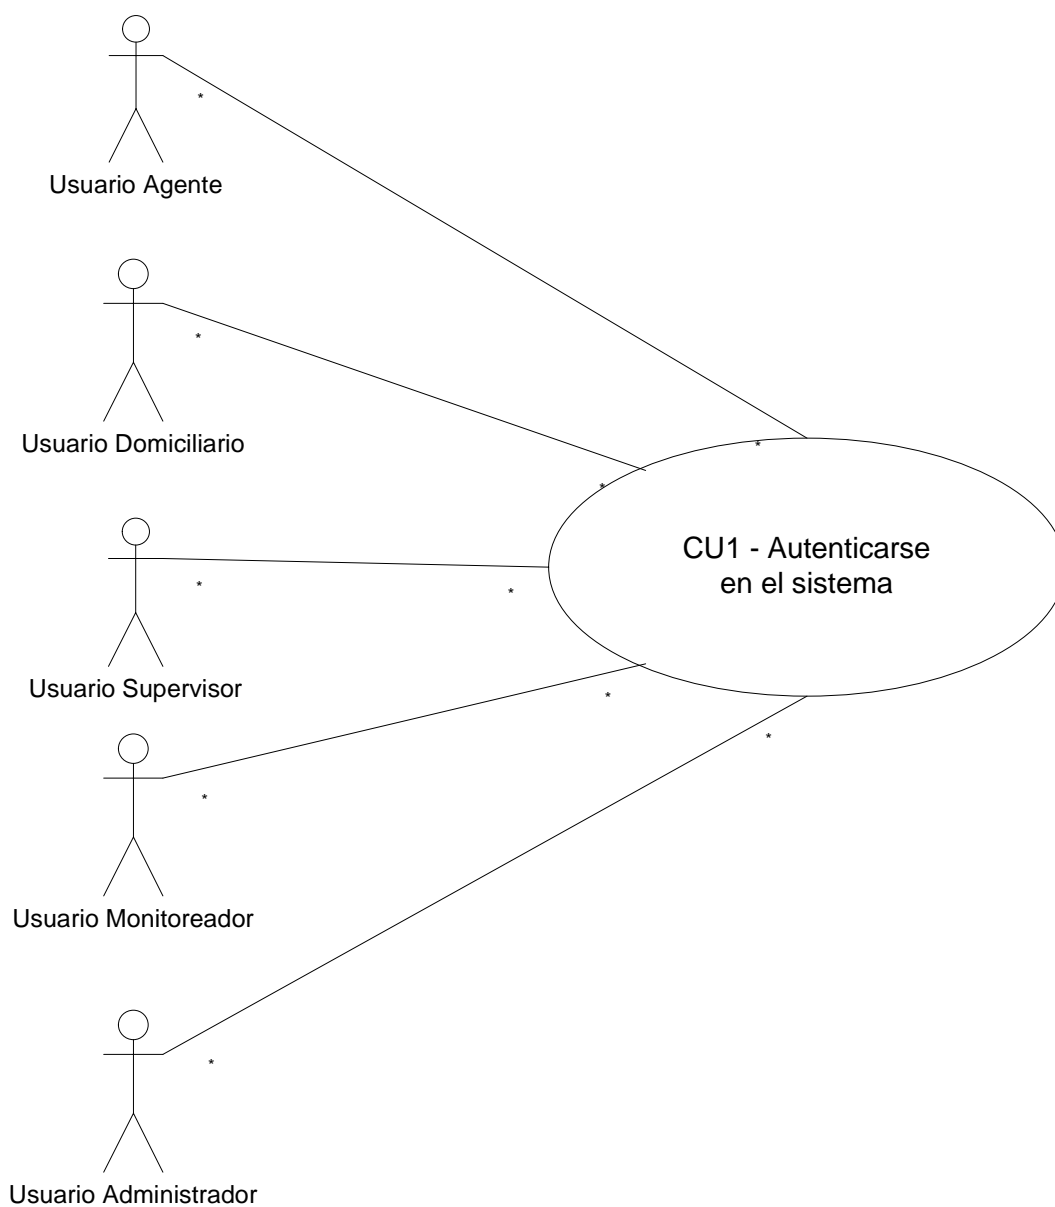 *
Usuario Agente
*
Usuario Domiciliario
*
*
CU1 - Autenticarse
en el sistema
*
*
Usuario Supervisor
*
*
*
Usuario Monitoreador
*
*
Usuario Administrador